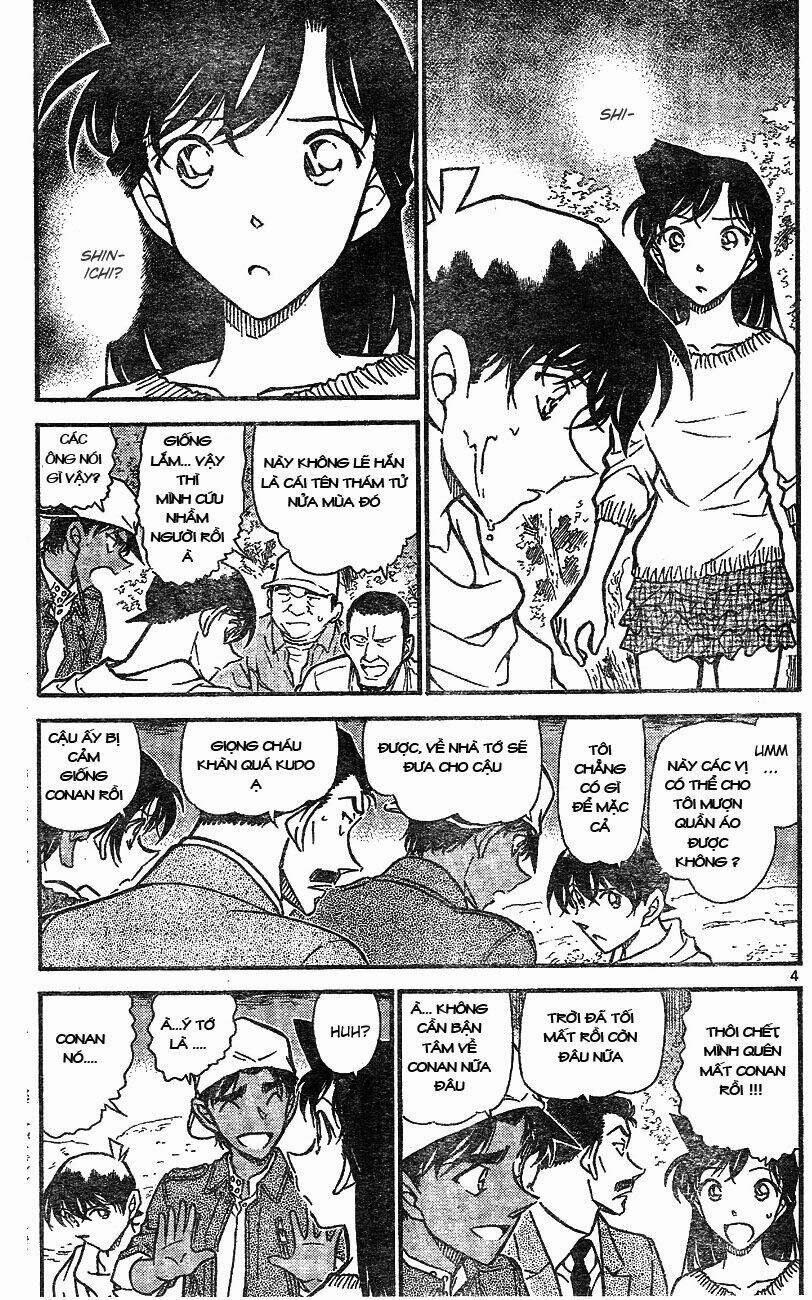 SHI-
SHIN-
ICHI?
NÀY KHÔNG LẼ HẮN
LÀ CÁI TÊN THÁM TỬ
NỬA MÙA ĐÓ
GIỐNG
LẮM... VẬY
THÌ
MÌNH CỨU
NHẦM
NGƯỜI RỒI
À
CÁC
ÔNG NÓI
GÌ VẬY?
UMM
...
NÀY CÁC VỊ
CÓ THỂ CHO
TÔI MƯỢN
QUẦN ÁO
ĐƯỢC
KHÔNG ?
TÔI
CHẲNG
CÓ GÌ
ĐỂ MẶC
CẢ
ĐƯỢC, VỀ NHÀ TỚ SẼ
ĐƯA CHO CẬU
GIỌNG CHÁU
KHÀN QUÁ KUDO
Ạ
CẬU ẤY BỊ
CẢM
GIỐNG
CONAN RỒI
4
THÔI CHẾT,
MÌNH QUÊN
MẤT CONAN
RỒI !!!
TRỜI ĐÃ TỐI
MẤT RỒI CÒN
ĐÂU NỮA
À... KHÔNG
CẦN BẬN
TÂM VỀ
CONAN NỮA
ĐÂU
HUH?
À...Ý TỚ
LÀ ....
CONAN
NÓ....